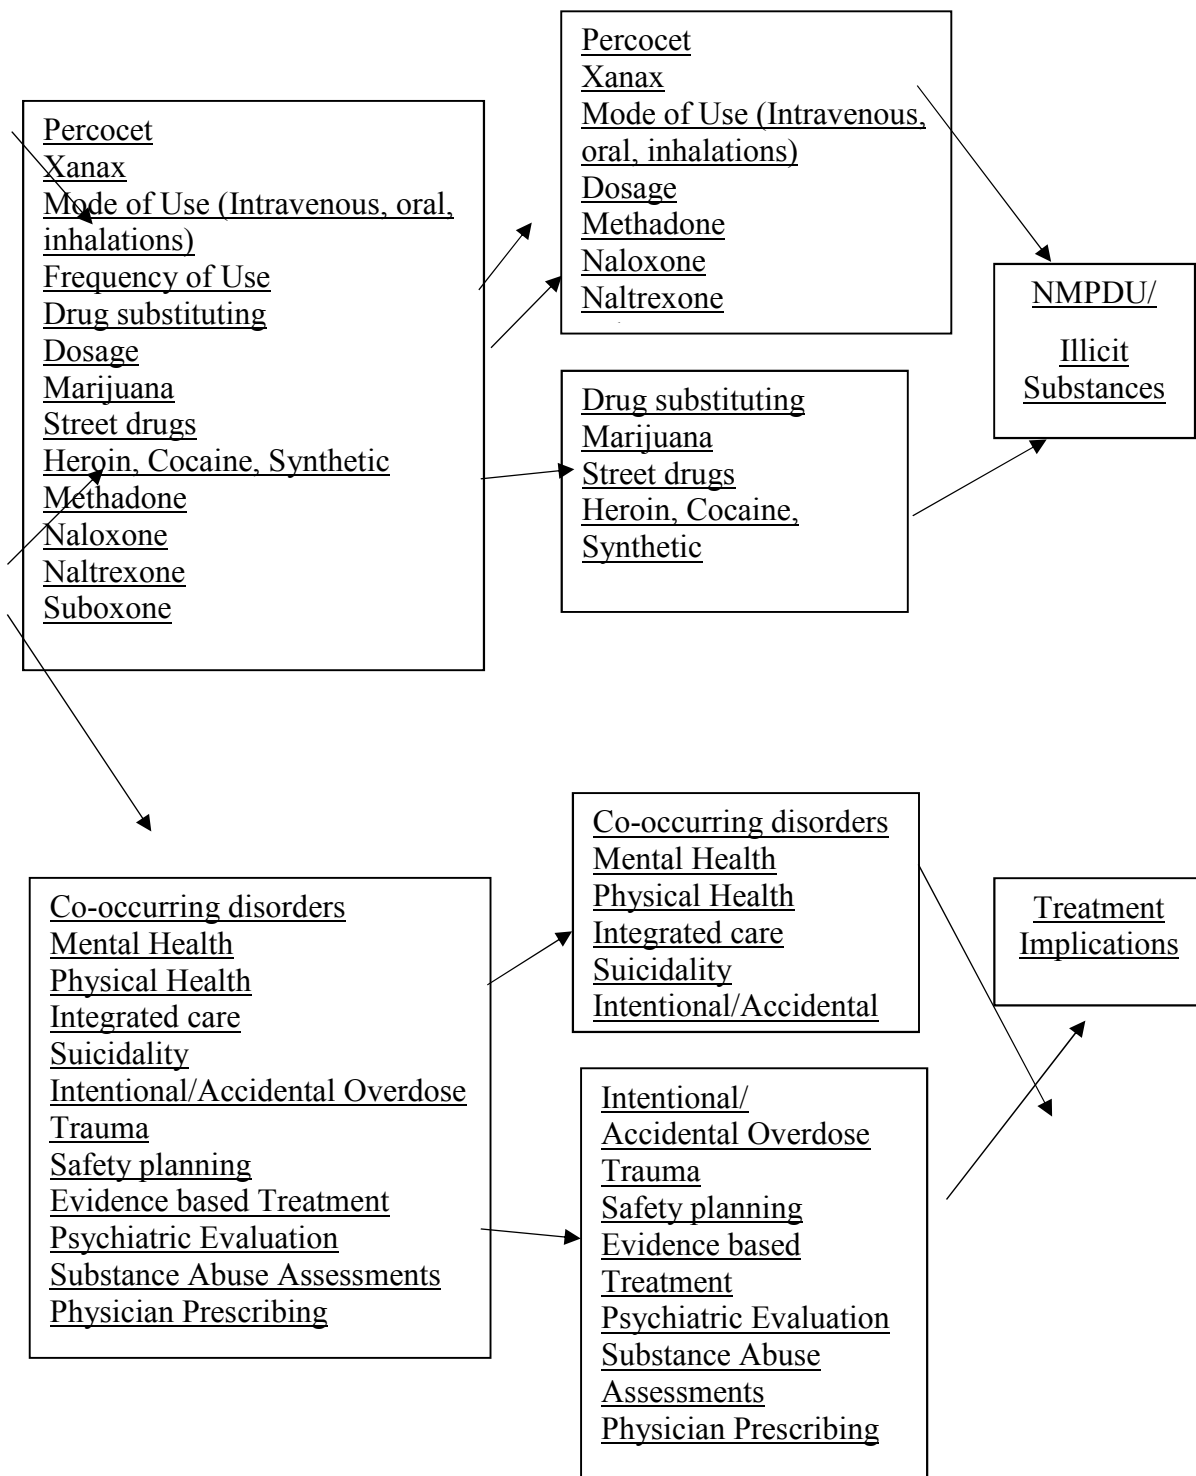 Percocet
Xanax
Mode of Use (Intravenous, oral,
inhalations)
Frequency of Use
Drug substituting
Dosage
Marijuana
Street drugs
Heroin, Cocaine, Synthetic
Methadone
Naloxone
Naltrexone
Suboxone
Percocet
Xanax
Mode of Use (Intravenous,
oral, inhalations)
Dosage
Methadone
Naloxone
Naltrexone
Drug substituting
Marijuana
Street drugs
Heroin, Cocaine,
Synthetic
NMPDU/
Illicit
Substances
Co-occurring disorders
Mental Health
Physical Health
Integrated care
Suicidality
Intentional/Accidental Overdose
Trauma
Safety planning
Evidence based Treatment
Psychiatric Evaluation
Substance Abuse Assessments
Physician Prescribing
Co-occurring disorders
Mental Health
Physical Health
Integrated care
Suicidality
Intentional/Accidental
Intentional/
Accidental Overdose
Trauma
Safety planning
Evidence based
Treatment
Psychiatric Evaluation
Substance Abuse
Assessments
Physician Prescribing
Treatment
Implications